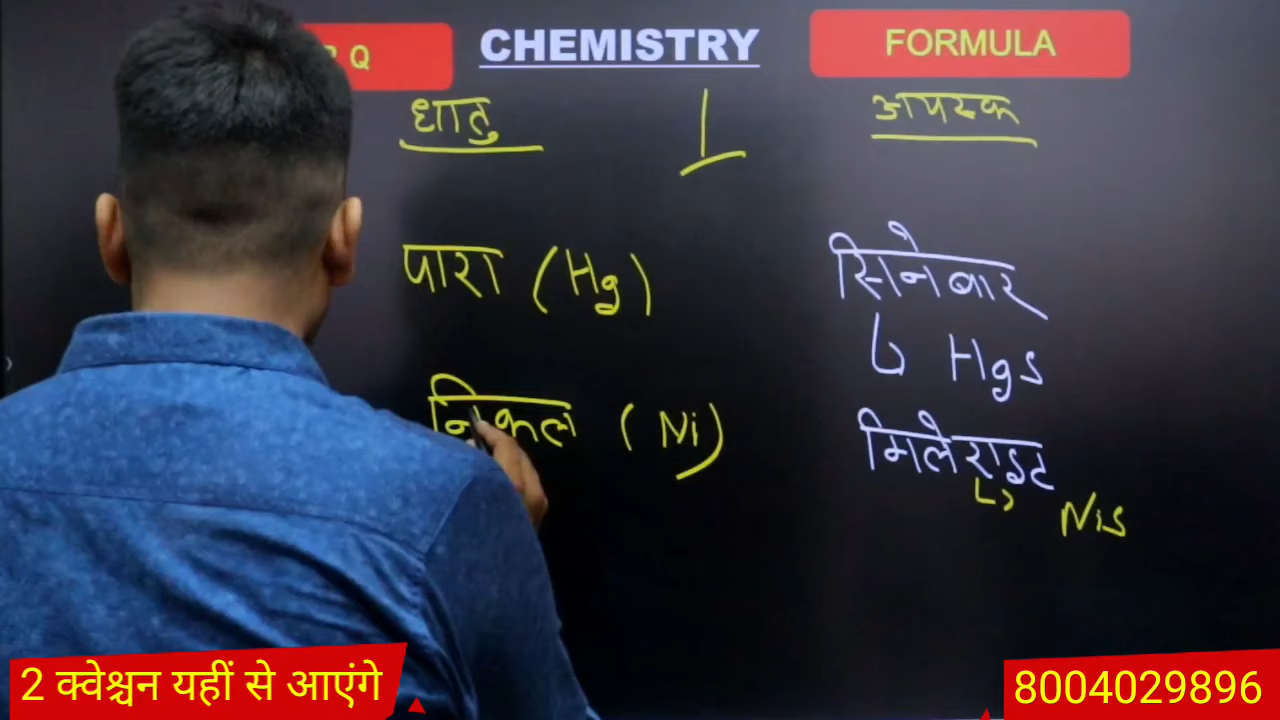 Q
CHEMISTRY
FORMULA
धातु
अयस्क
पारा (Hg)
सिनेबार
HgS
निकल (Ni)
मिलेराइट
NiS
2 क्वेश्चन यहीं से आएंगे
8004029896